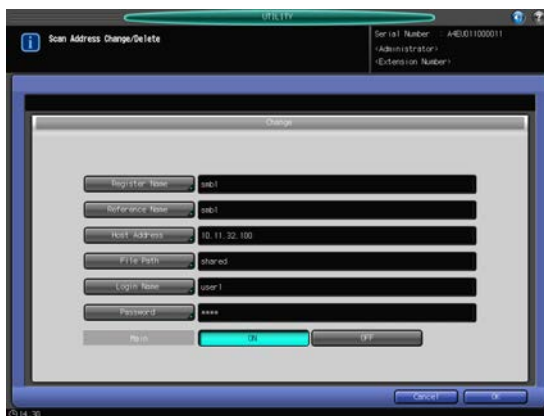 UTILITY
Scan Address Change/Delete
Serial Number : A4EU011000011
<Administrator>
<Extension Number>
Change
Register Name smb1
Reference Name smb1
Host Address 10.11.32.100
File Path shared
Login Name user1
Password ****
Main ON OFF
Cancel OK
14:30